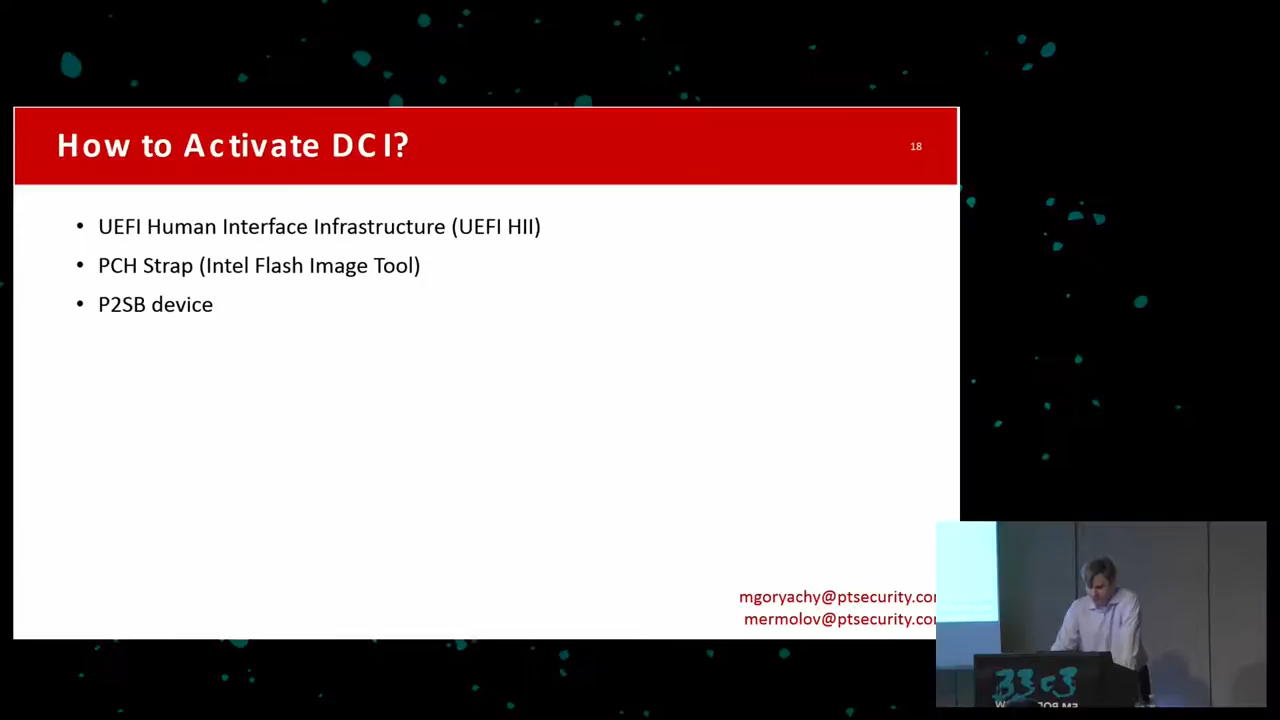 How to Activate DCI?
18
• UEFI Human Interface Infrastructure (UEFI HII)
• PCH Strap (Intel Flash Image Tool)
• P2SB device
mgoryachy@ptsecurity.co
mermolov@ptsecurity.co
33c3